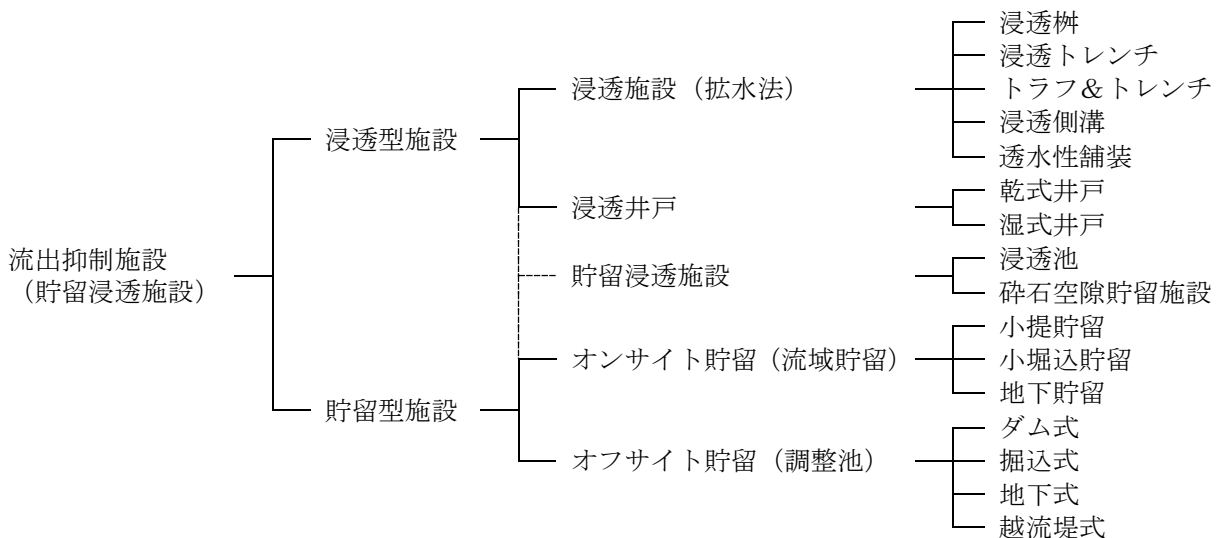 流出抑制施設
（貯留浸透施設）
浸透型施設
浸透施設（拡水法）
浸透桝
浸透トレンチ
トラフ＆トレンチ
浸透側溝
透水性舗装
浸透井戸
乾式井戸
湿式井戸
貯留浸透施設
浸透池
砕石空隙貯留施設
貯留型施設
オンサイト貯留（流域貯留）
小提貯留
小堀込貯留
地下貯留
オフサイト貯留（調整池）
ダム式
掘込式
地下式
越流堤式